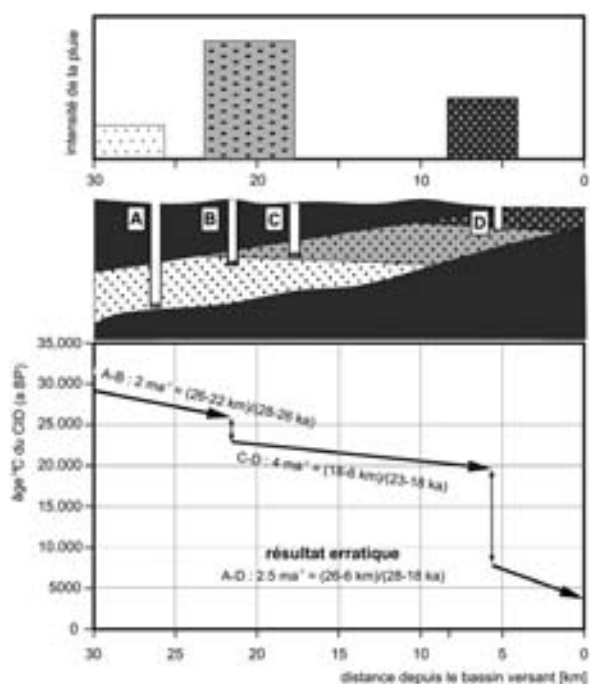 intensité de la pluie
30 20 10 0
A B C D
âge ¹⁴C du CID (a BP)
35.000
30.000
25.000
20.000
15.000
10.000
5000
0
A-B : 2 ma⁻¹ = (26-22 km)/(28-26 ka)
C-D : 4 ma⁻¹ = (18-6 km)/(23-18 ka)
résultat erratique
A-D : 2.5 ma⁻¹ = (26-6 km)/(28-18 ka)
30 25 20 15 10 5 0
distance depuis le bassin versant [km]